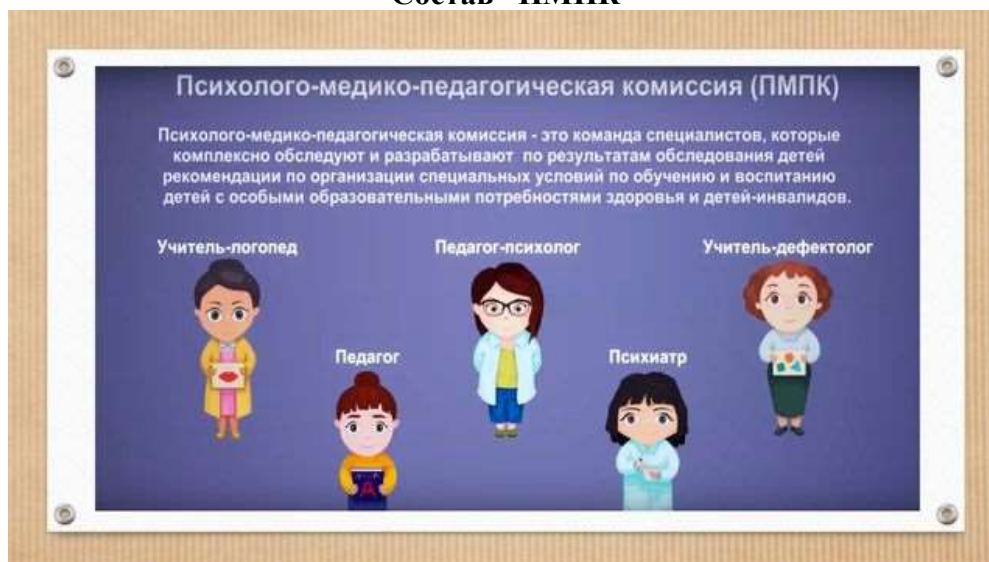 Состав ПМПК
Психолого-медико-педагогическая комиссия (ПМПК)
Психолого-медико-педагогическая комиссия - это команда специалистов, которые
комплексно обследуют и разрабатывают по результатам обследования детей
рекомендации по организации специальных условий по обучению и воспитанию
детей с особыми образовательными потребностями здоровья и детей-инвалидов.
Учитель-логопед
Педагог-психолог
Учитель-дефектолог
Педагог
Психиатр
А